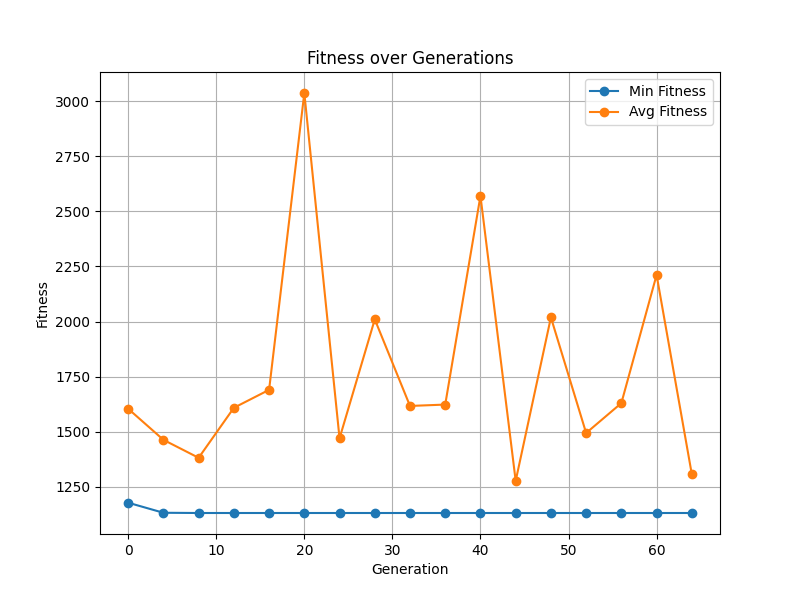 Fitness over Generations
Min Fitness
Avg Fitness
3000
2750
2500
2250
2000
1750
1500
1250
Fitness
0 10 20 30 40 50 60
Generation